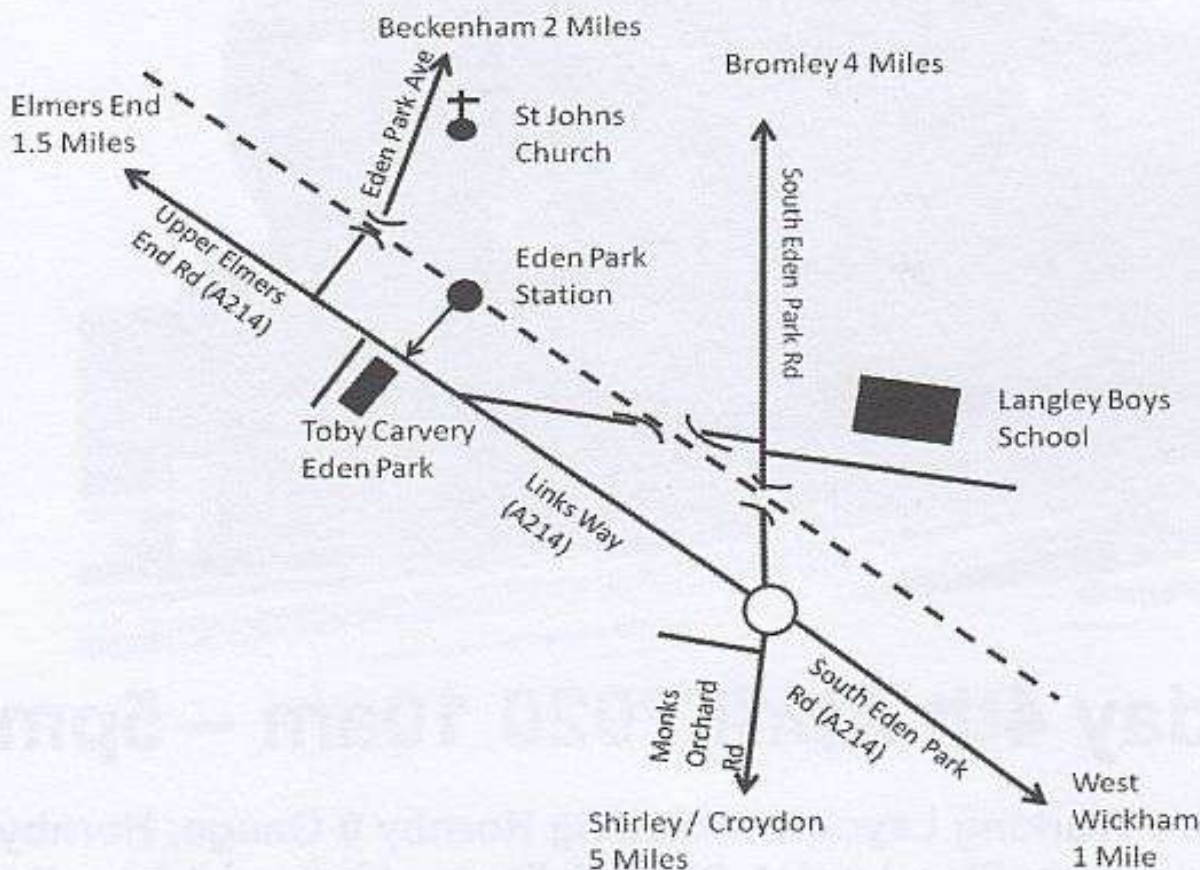 Beckenham 2 Miles
Bromley 4 Miles
Elmers End
1.5 Miles
Eden Park Ave
St Johns
Church
South Eden Park Rd
Upper Elmers
End Rd (A214)
Eden Park
Station
Langley Boys
School
Toby Carvery
Eden Park
Links Way
(A214)
Monks
Orchard
Rd
South Eden Park
Rd (A214)
Shirley / Croydon
5 Miles
West
Wickham
1 Mile